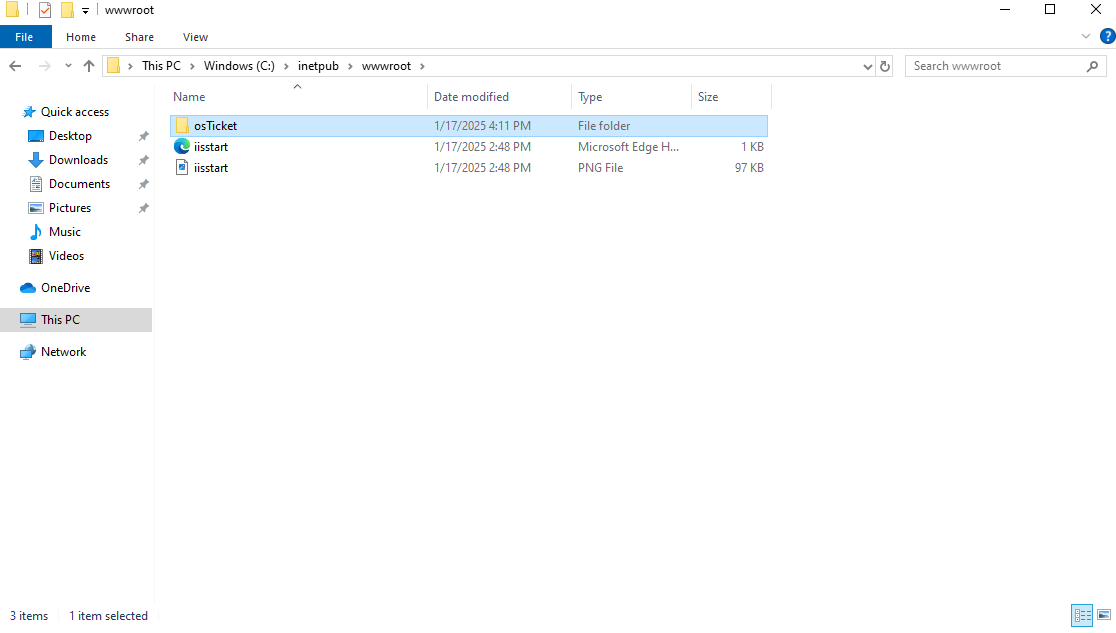 wwwroot
File Home Share View
This PC Windows (C:) inetpub wwwroot Search wwwroot
Name Date modified Type Size
Quick access
Desktop
Downloads
Documents
Pictures
Music
Videos
OneDrive
This PC
Network
osTicket 1/17/2025 4:11 PM File folder
iisstart 1/17/2025 2:48 PM Microsoft Edge H... 1 KB
iisstart 1/17/2025 2:48 PM PNG File 97 KB
3 items 1 item selected